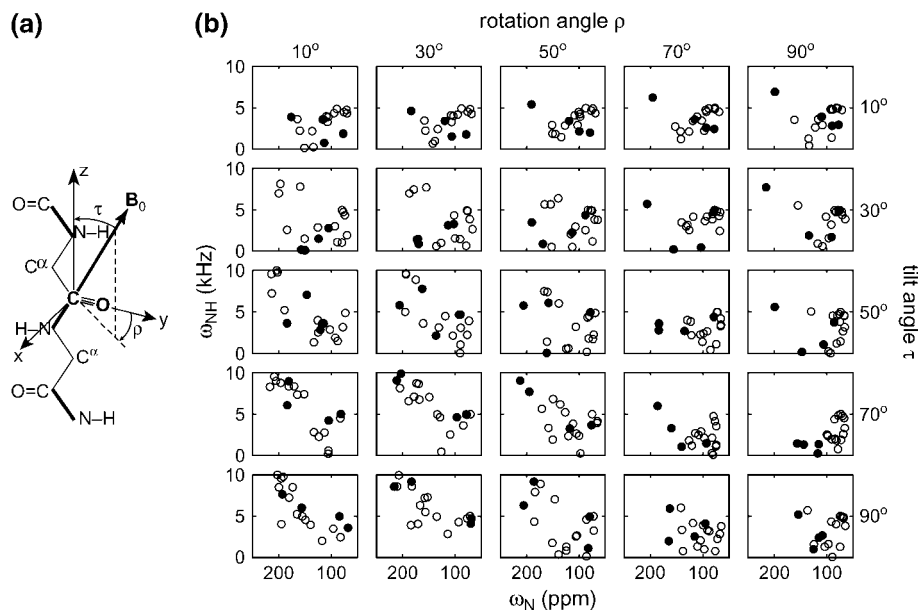 (a)
(b)
rotation angle ρ
10° 30° 50° 70° 90°
10 5 0
10°
10 5 0
30°
10 5 0
50°
10 5 0
70°
10 5 0
90°
200 100 200 100 200 100 200 100 200 100
ω_NH (kHz)
ω_N (ppm)
tilt angle τ
z
B₀
O=C
τ
N–H
Cα
C=O
y
H–N
ρ
x
Cα
O=C
N–H